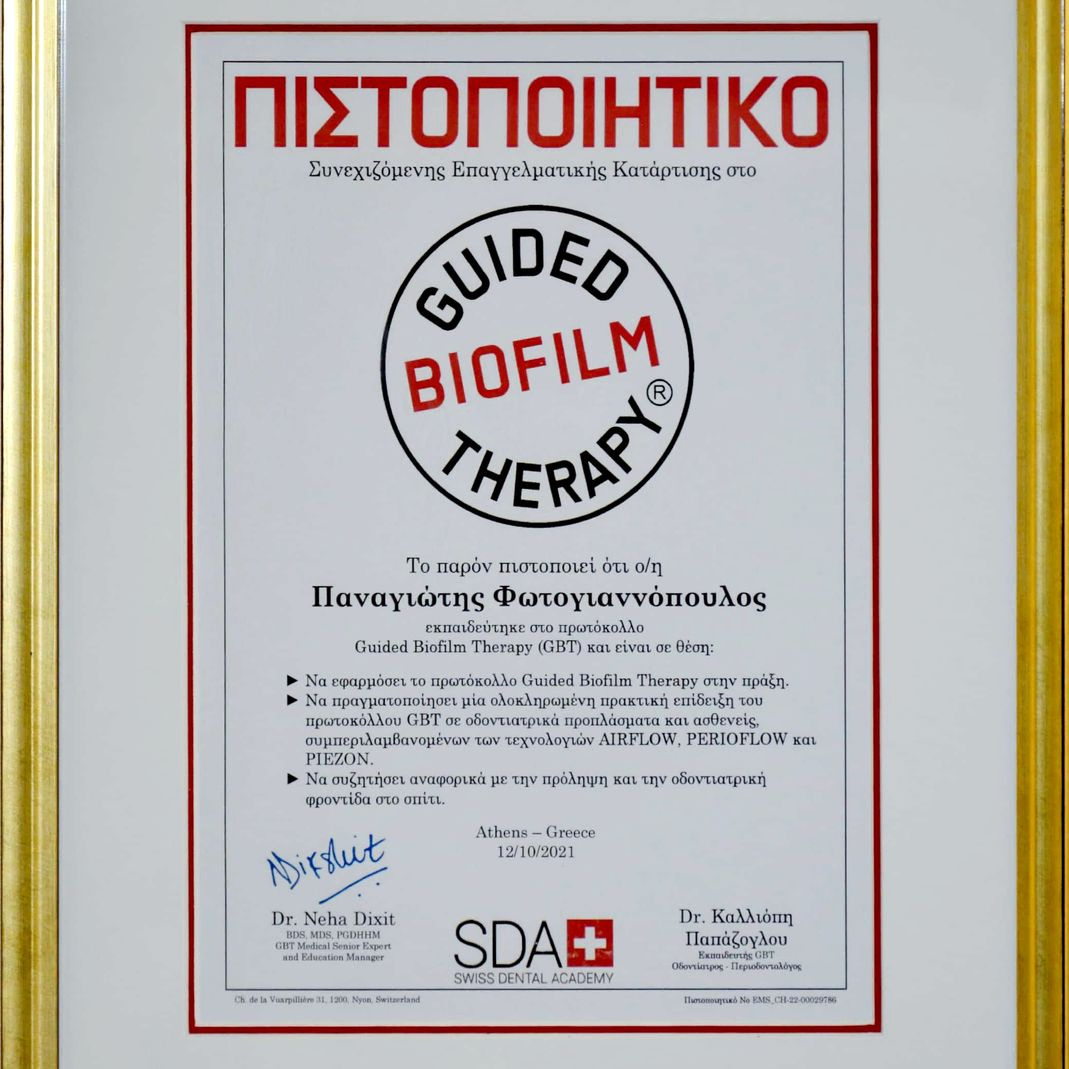 ΠΙΣΤΟΠΟΙΗΤΙΚΟ
Συνεχιζόμενης Επαγγελματικής Κατάρτισης στο
GUIDED
BIOFILM
THERAPY®
Το παρόν πιστοποιεί ότι ο/η
Παναγιώτης Φωτογιαννόπουλος
εκπαιδεύτηκε στο πρωτόκολλο
Guided Biofilm Therapy (GBT) και είναι σε θέση:
► Να εφαρμόσει το πρωτόκολλο Guided Biofilm Therapy στην πράξη.
► Να πραγματοποίησει μία ολοκληρωμένη πρακτική επίδειξη του
πρωτοκόλλου GBT σε οδοντιατρικά προπλάσματα και ασθενείς,
συμπεριλαμβανομένων των τεχνολογιών AIRFLOW, PERIOFLOW και
PIEZON.
► Να συζητήσει αναφορικά με την πρόληψη και την οδοντιατρική
φροντίδα στο σπίτι.
Athens – Greece
12/10/2021
NDixshit
Dr. Neha Dixit
BDS, MDS, PGDHHM
GBT Medical Senior Expert
and Education Manager
SDA
SWISS DENTAL ACADEMY
Dr. Καλλιόπη
Παπάζογλου
Εκπαιδευτής GBT
Οδοντίατρος - Περιοδοντολόγος
Ch. de la Vuarpillière 31, 1200, Nyon, Switzerland
Πιστοποιητικό No EMS_CH-22-00029786